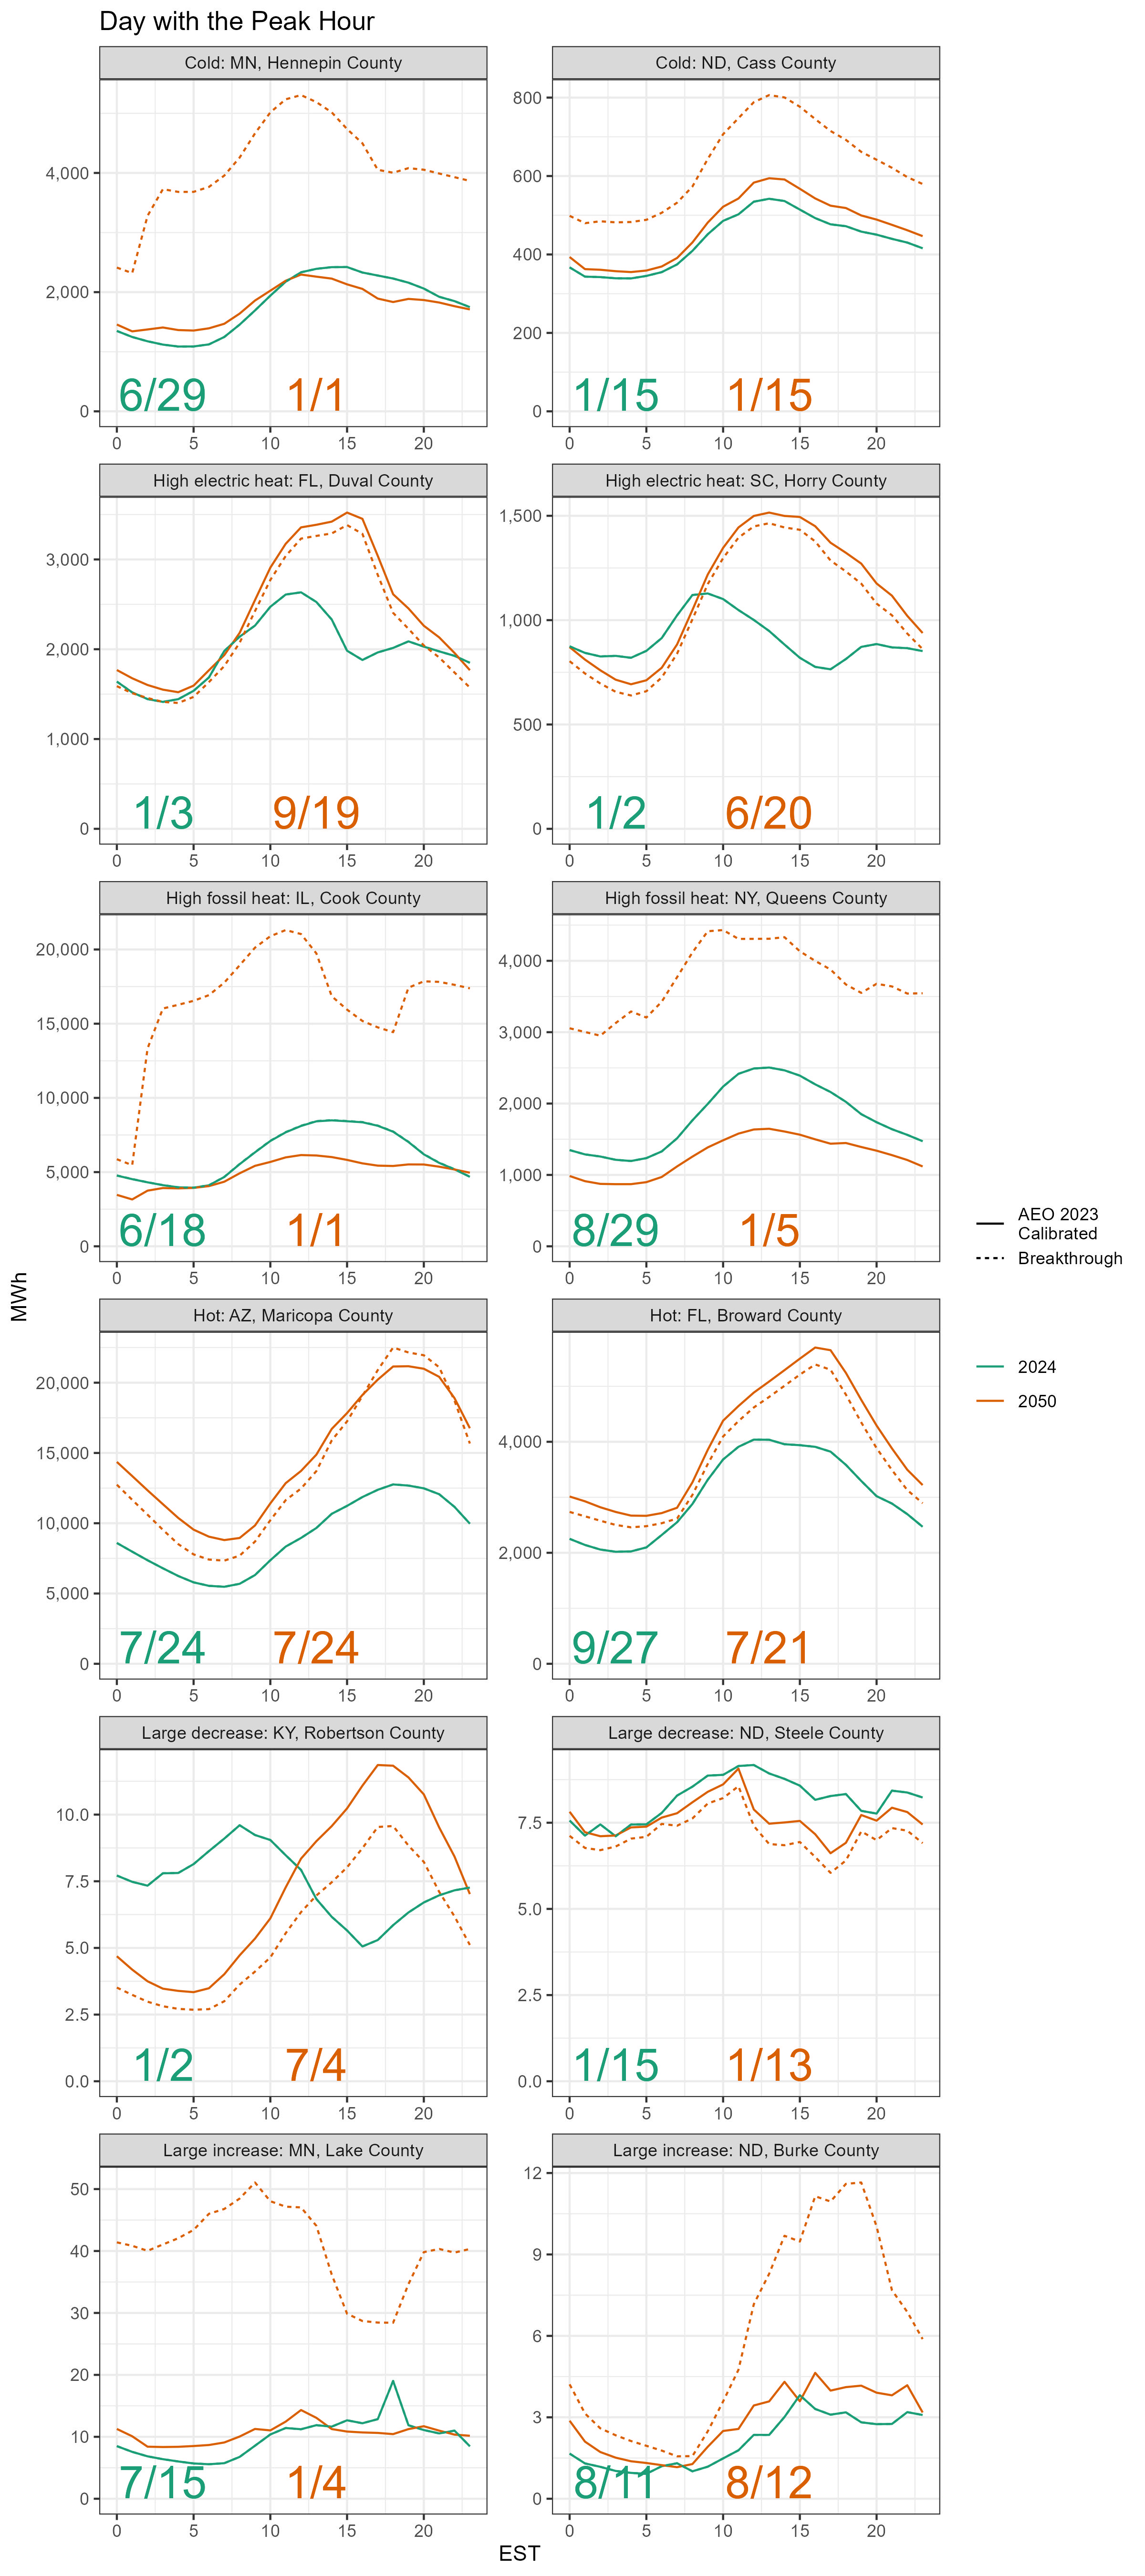 Day with the Peak Hour
Cold: MN, Hennepin County
4,000
2,000
0
6/29
1/1
0 5 10 15 20
Cold: ND, Cass County
800
600
400
200
0
1/15
1/15
0 5 10 15 20
High electric heat: FL, Duval County
3,000
2,000
1,000
0
1/3
9/19
0 5 10 15 20
High electric heat: SC, Horry County
1,500
1,000
500
0
1/2
6/20
0 5 10 15 20
High fossil heat: IL, Cook County
20,000
15,000
10,000
5,000
0
6/18
1/1
0 5 10 15 20
High fossil heat: NY, Queens County
4,000
3,000
2,000
1,000
0
8/29
1/5
0 5 10 15 20
Hot: AZ, Maricopa County
20,000
15,000
10,000
5,000
0
7/24
7/24
0 5 10 15 20
Hot: FL, Broward County
4,000
2,000
0
9/27
7/21
0 5 10 15 20
Large decrease: KY, Robertson County
10.0
7.5
5.0
2.5
0.0
1/2
7/4
0 5 10 15 20
Large decrease: ND, Steele County
7.5
5.0
2.5
0.0
1/15
1/13
0 5 10 15 20
Large increase: MN, Lake County
50
40
30
20
10
0
7/15
1/4
0 5 10 15 20
Large increase: ND, Burke County
12
9
6
3
0
8/11
8/12
0 5 10 15 20
MWh
EST
AEO 2023
Calibrated
Breakthrough
2024
2050